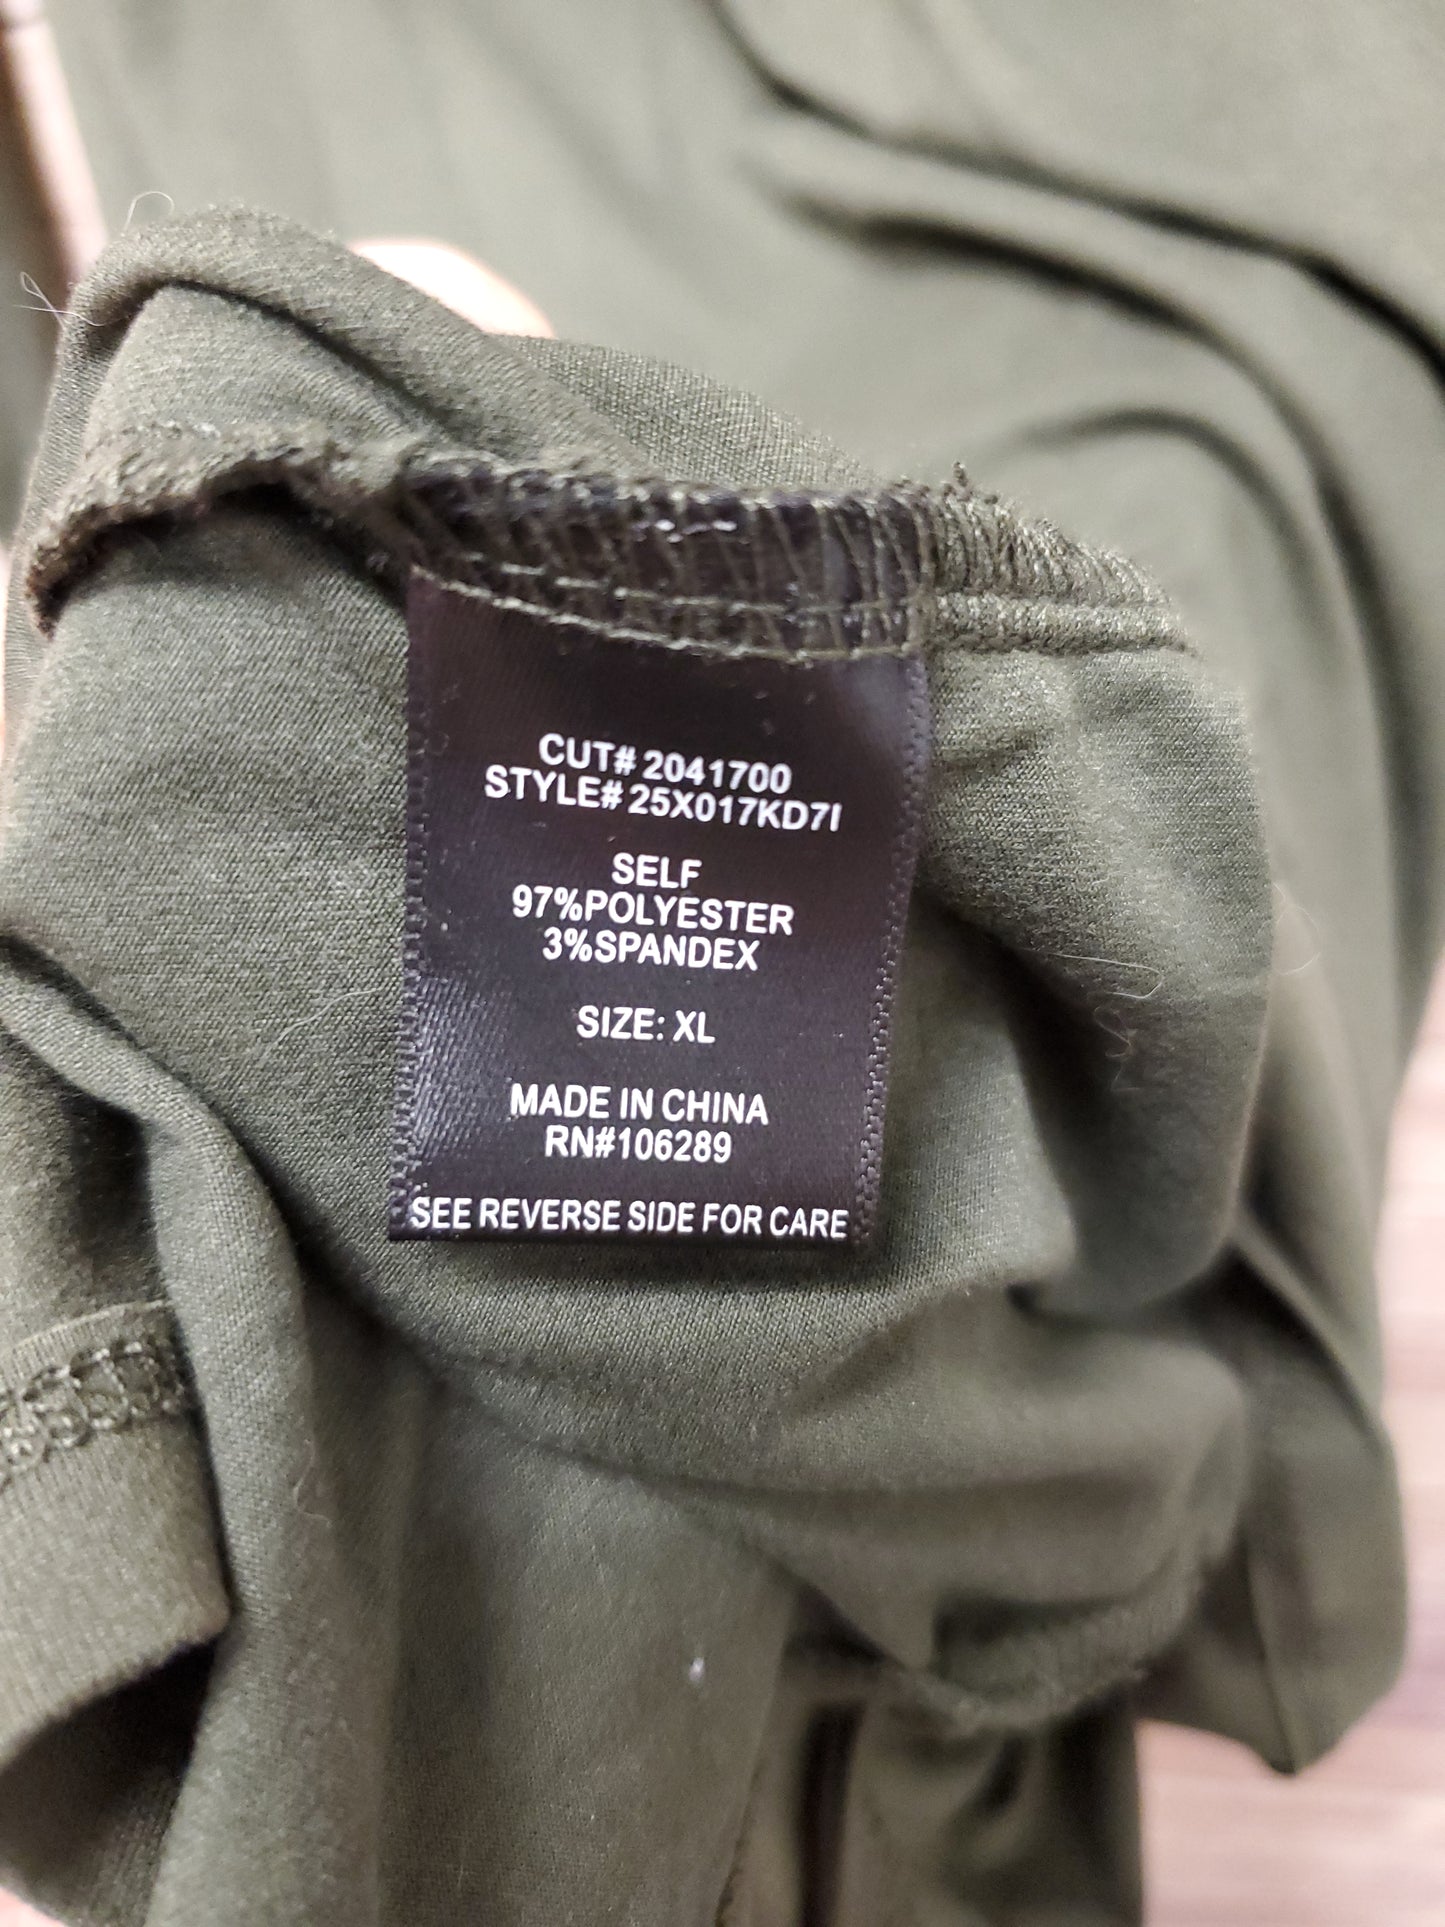 CUT# 2041700
STYLE# 25X017KD7I
SELF
97%POLYESTER
3%SPANDEX
SIZE: XL
MADE IN CHINA
RN#106289
SEE REVERSE SIDE FOR CARE